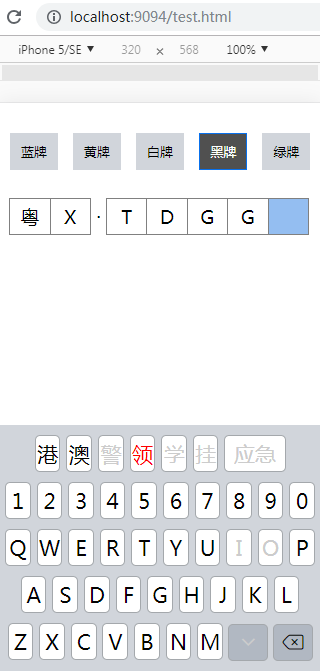 localhost:9094/test.html
iPhone 5/SE ▼ 320 × 568 100% ▼
蓝牌 黄牌 白牌 黑牌 绿牌
粤 X · T D G G
港 澳 警 领 学 挂 应急
1 2 3 4 5 6 7 8 9 0
Q W E R T Y U I O P
A S D F G H J K L
Z X C V B N M